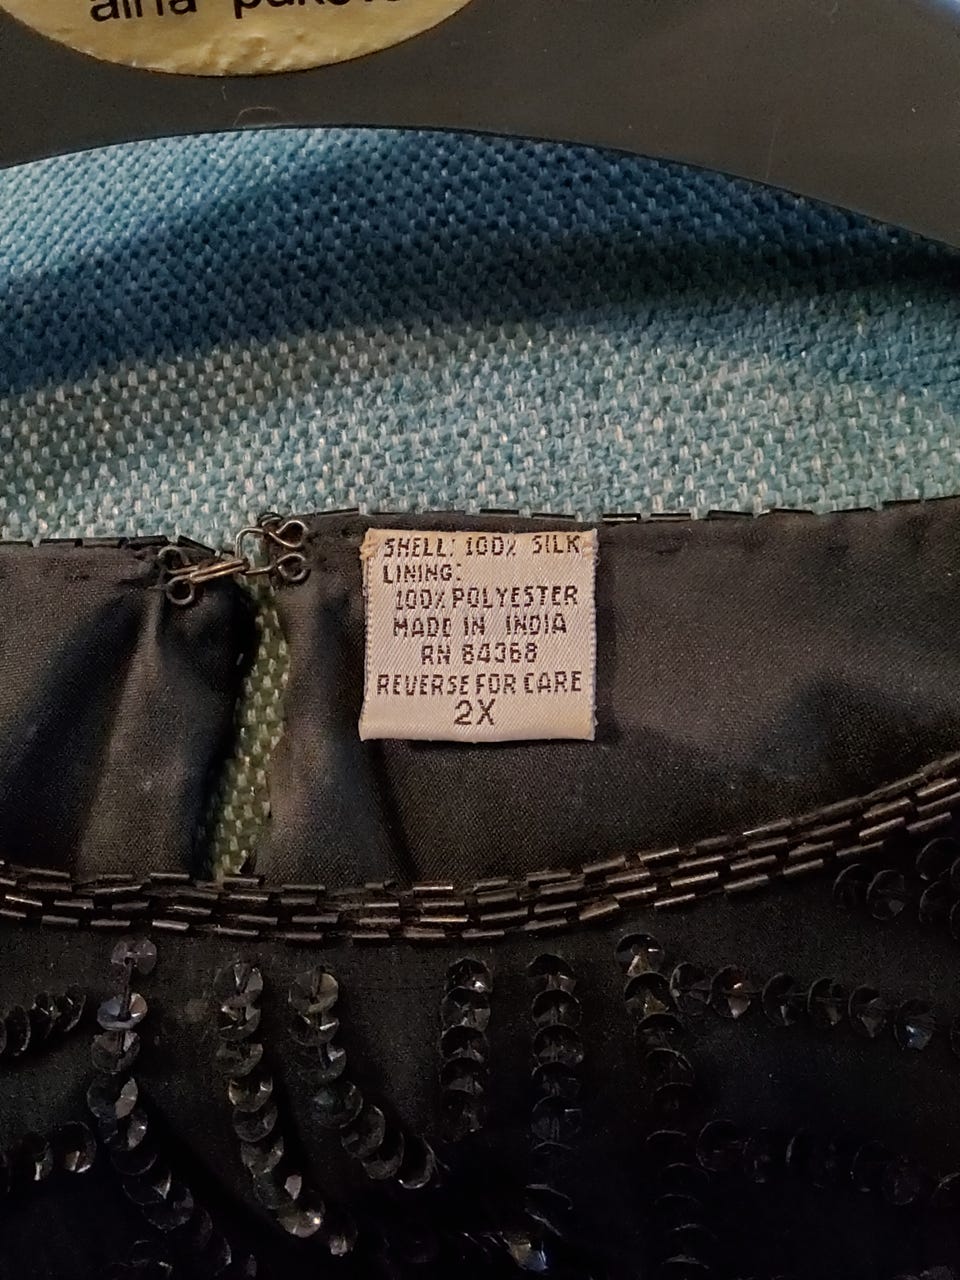 SHELL: 100% SILK
LINING:
100% POLYESTER
MADE IN INDIA
RN 84368
REVERSE FOR CARE
2X